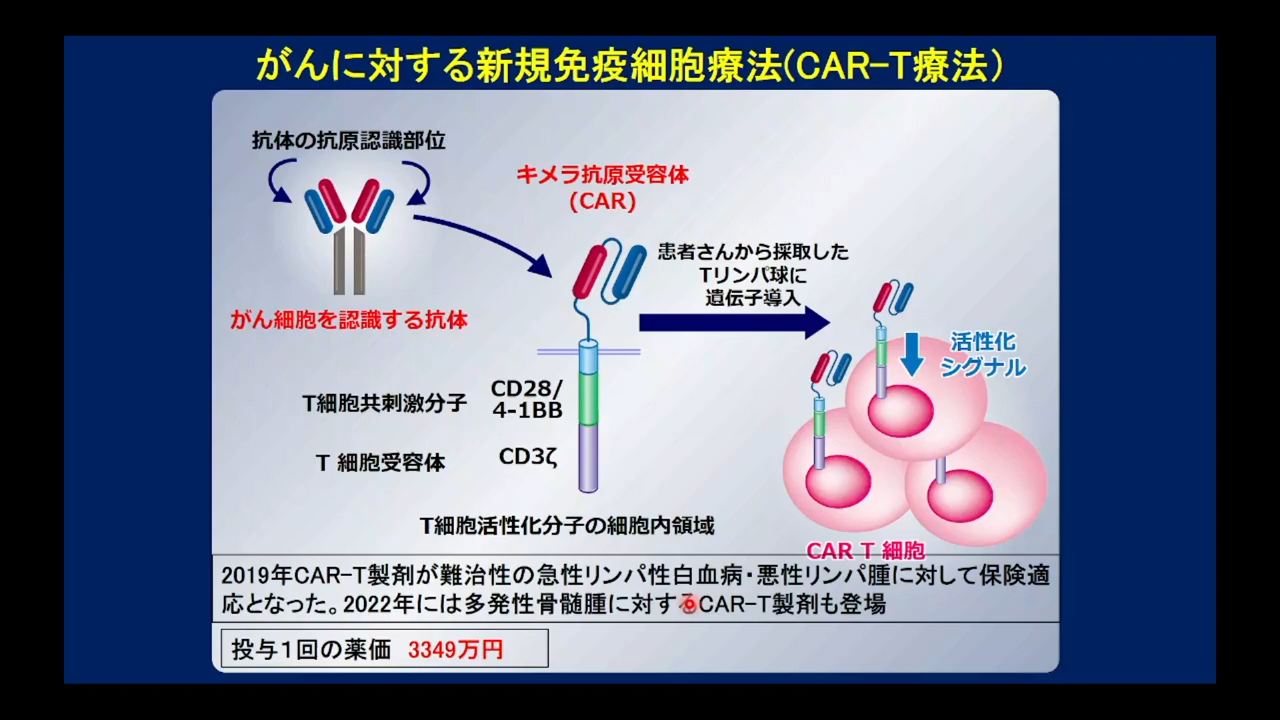 がんに対する新規免疫細胞療法(CAR-T療法)
抗体の抗原認識部位
キメラ抗原受容体
(CAR)
患者さんから採取した
Tリンパ球に
遺伝子導入
がん細胞を認識する抗体
活性化
シグナル
T細胞共刺激分子
CD28/
4-1BB
T 細胞受容体
CD3ζ
T細胞活性化分子の細胞内領域
CAR T 細胞
2019年CAR-T製剤が難治性の急性リンパ性白血病・悪性リンパ腫に対して保険適
応となった。2022年には多発性骨髄腫に対するCAR-T製剤も登場
投与1回の薬価 3349万円